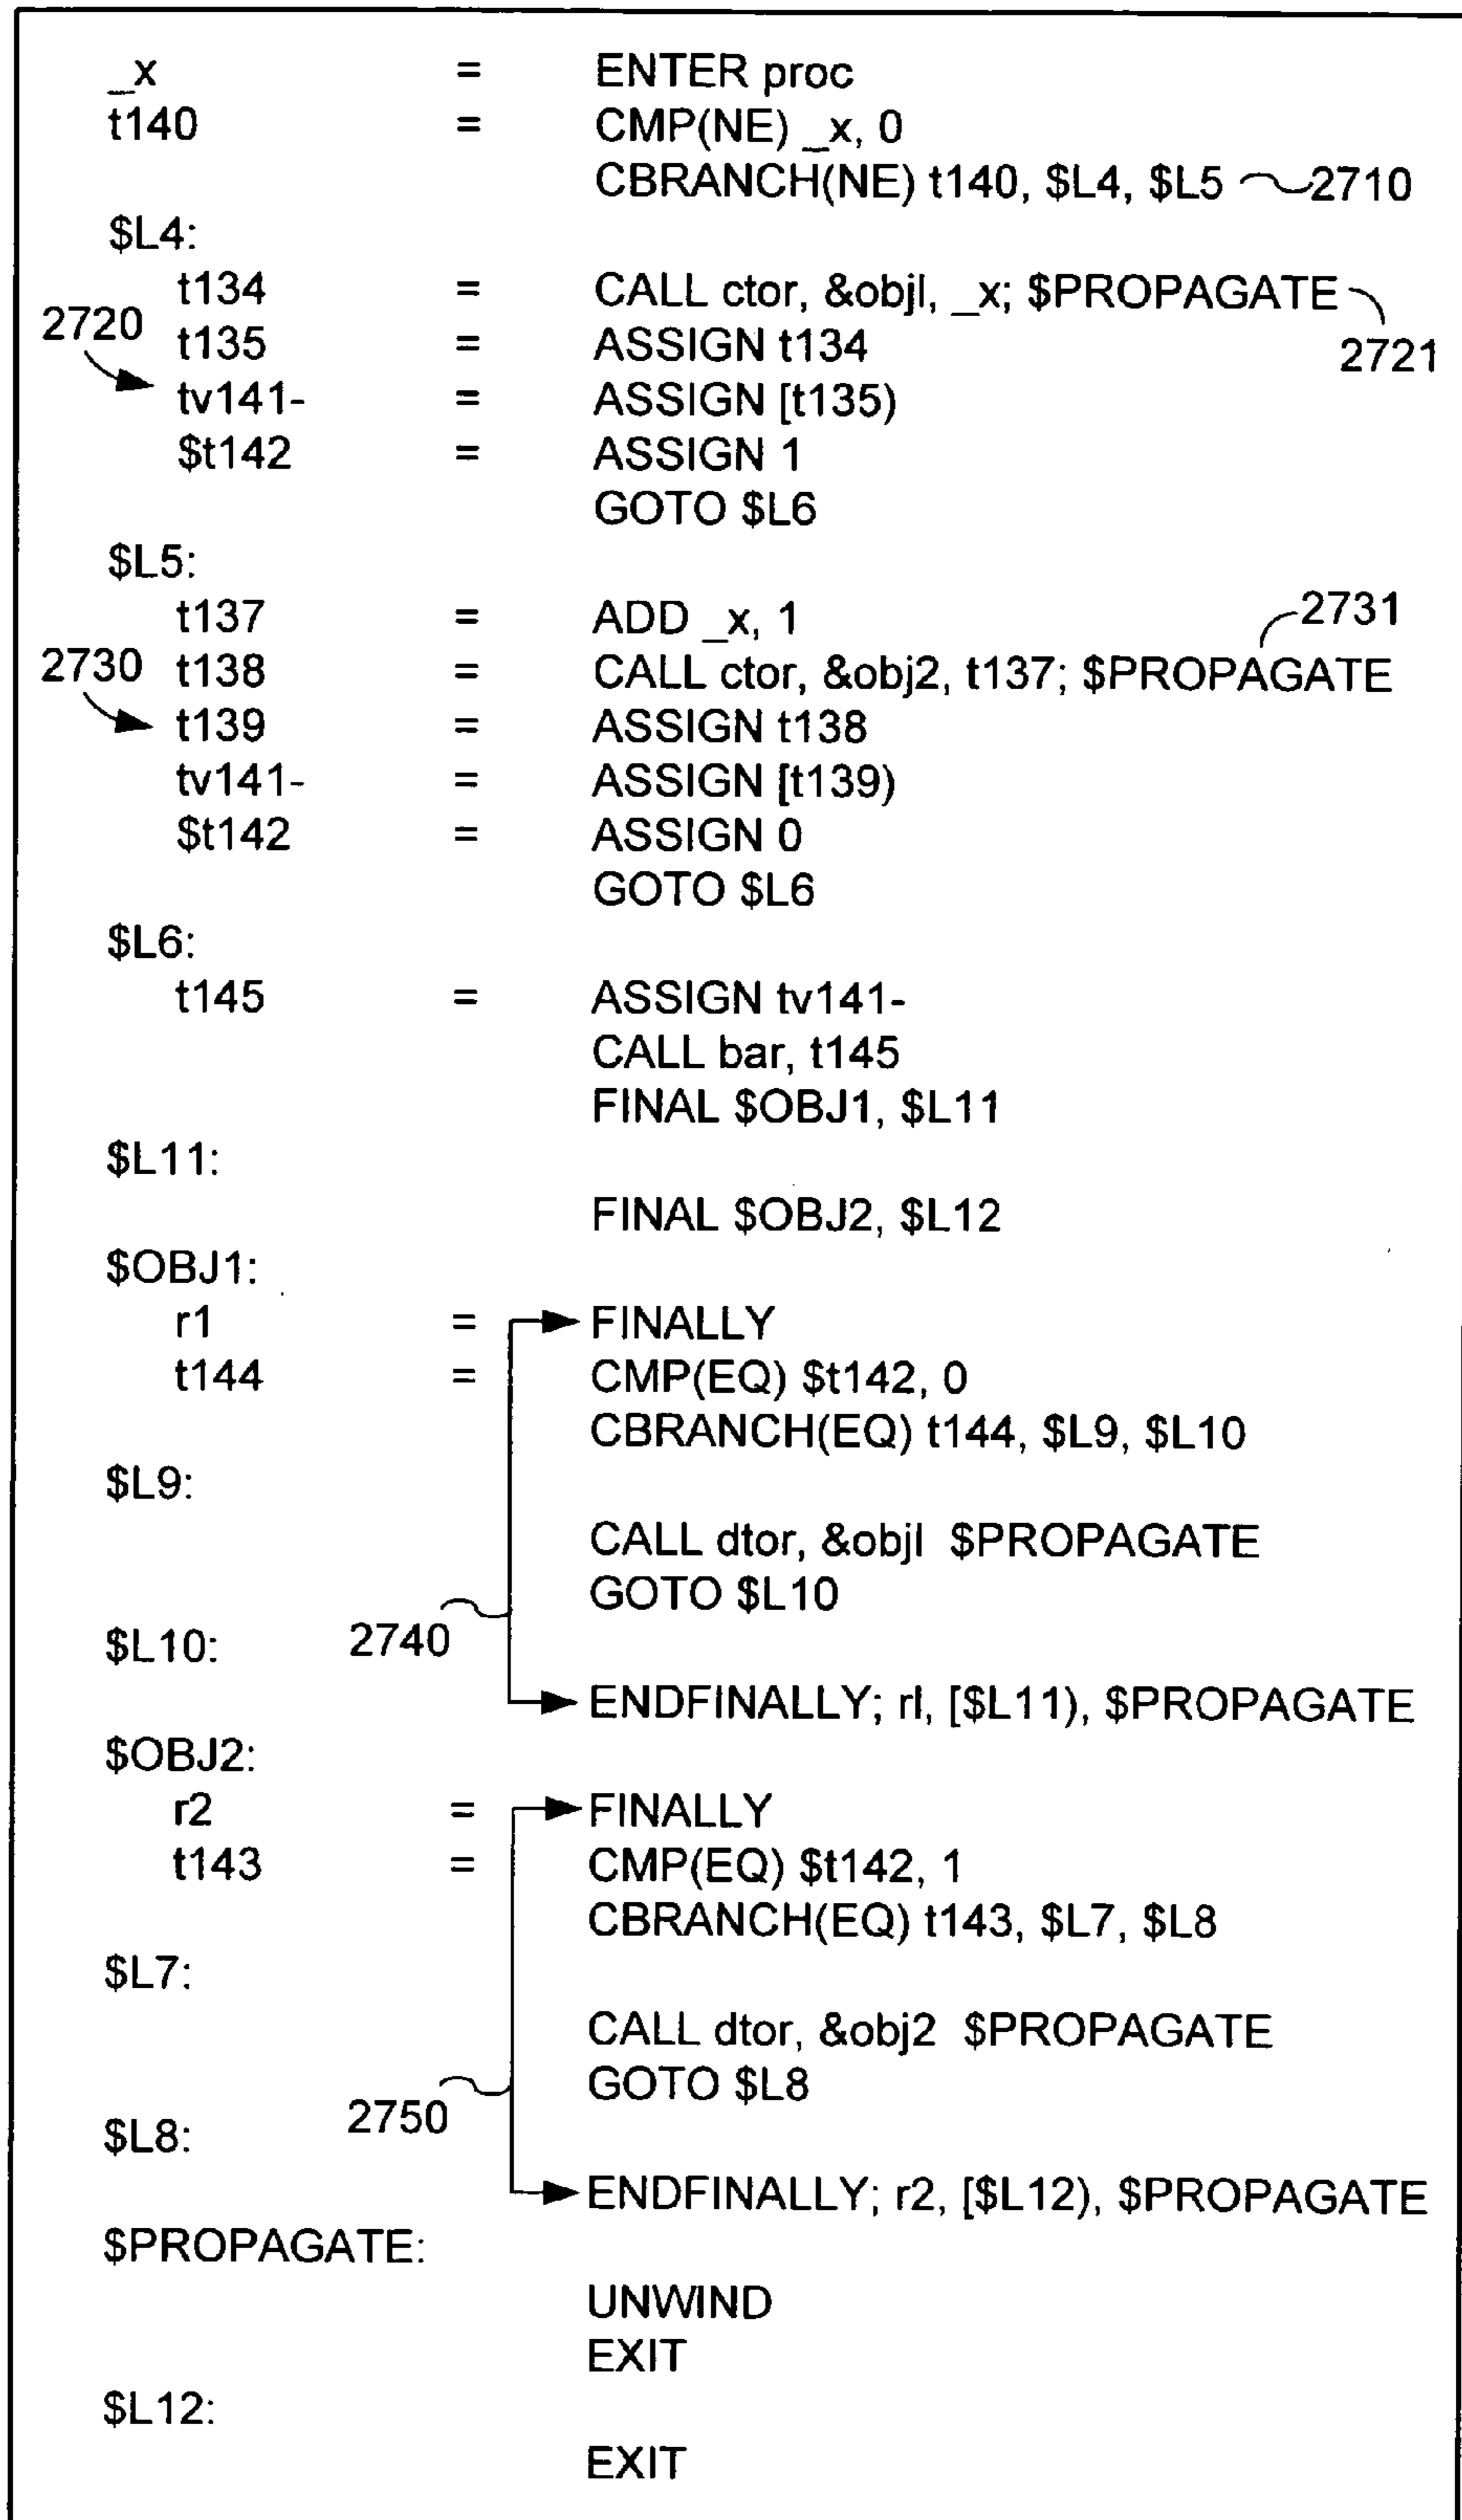 _x = ENTER proc
t140 = CMP(NE) _x, 0
CBRANCH(NE) t140, $L4, $L5 2710
$L4:
t134 = CALL ctor, &objl, _x; $PROPAGATE
2720 t135 = ASSIGN t134 2721
tv141- = ASSIGN [t135)
$t142 = ASSIGN 1
GOTO $L6
$L5:
t137 = ADD _x, 1 2731
2730 t138 = CALL ctor, &obj2, t137; $PROPAGATE
t139 = ASSIGN t138
tv141- = ASSIGN [t139)
$t142 = ASSIGN 0
GOTO $L6
$L6:
t145 = ASSIGN tv141-
CALL bar, t145
FINAL $OBJ1, $L11
$L11:
FINAL $OBJ2, $L12
$OBJ1:
r1 = FINALLY
t144 = CMP(EQ) $t142, 0
CBRANCH(EQ) t144, $L9, $L10
$L9:
CALL dtor, &objl $PROPAGATE
GOTO $L10
$L10: 2740
ENDFINALLY; rl, [$L11), $PROPAGATE
$OBJ2:
r2 = FINALLY
t143 = CMP(EQ) $t142, 1
CBRANCH(EQ) t143, $L7, $L8
$L7:
CALL dtor, &obj2 $PROPAGATE
GOTO $L8
$L8: 2750
ENDFINALLY; r2, [$L12), $PROPAGATE
$PROPAGATE:
UNWIND
EXIT
$L12:
EXIT